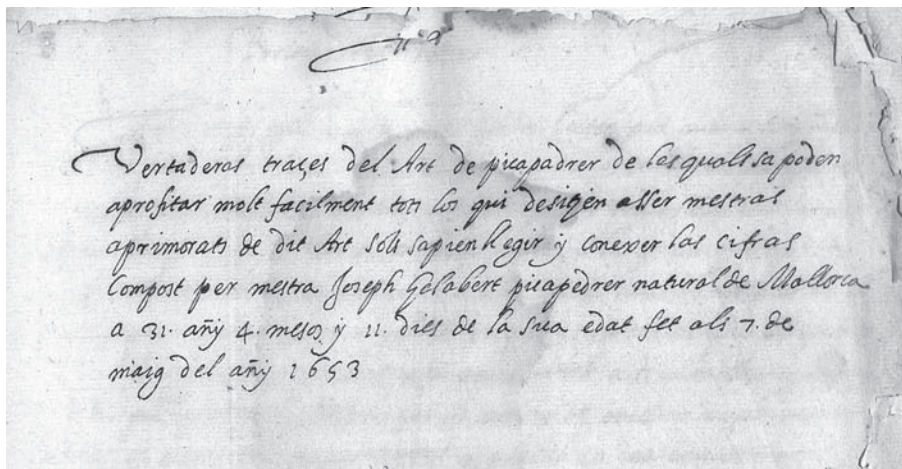 Vertaderas traçes del Art de picapadrer de las quals sa poden
aprofitar molt facilment tots los qui desitjen asser mestras
aprimorats de dit Art sols sapien llegir y conexer las cifras
Compost per mestra Joseph Gelabert picapedrer natural de Mallorca
a 31. añy 4. mesos y 11. dies de la sua edat fet als 7. de
maig del añy 1653